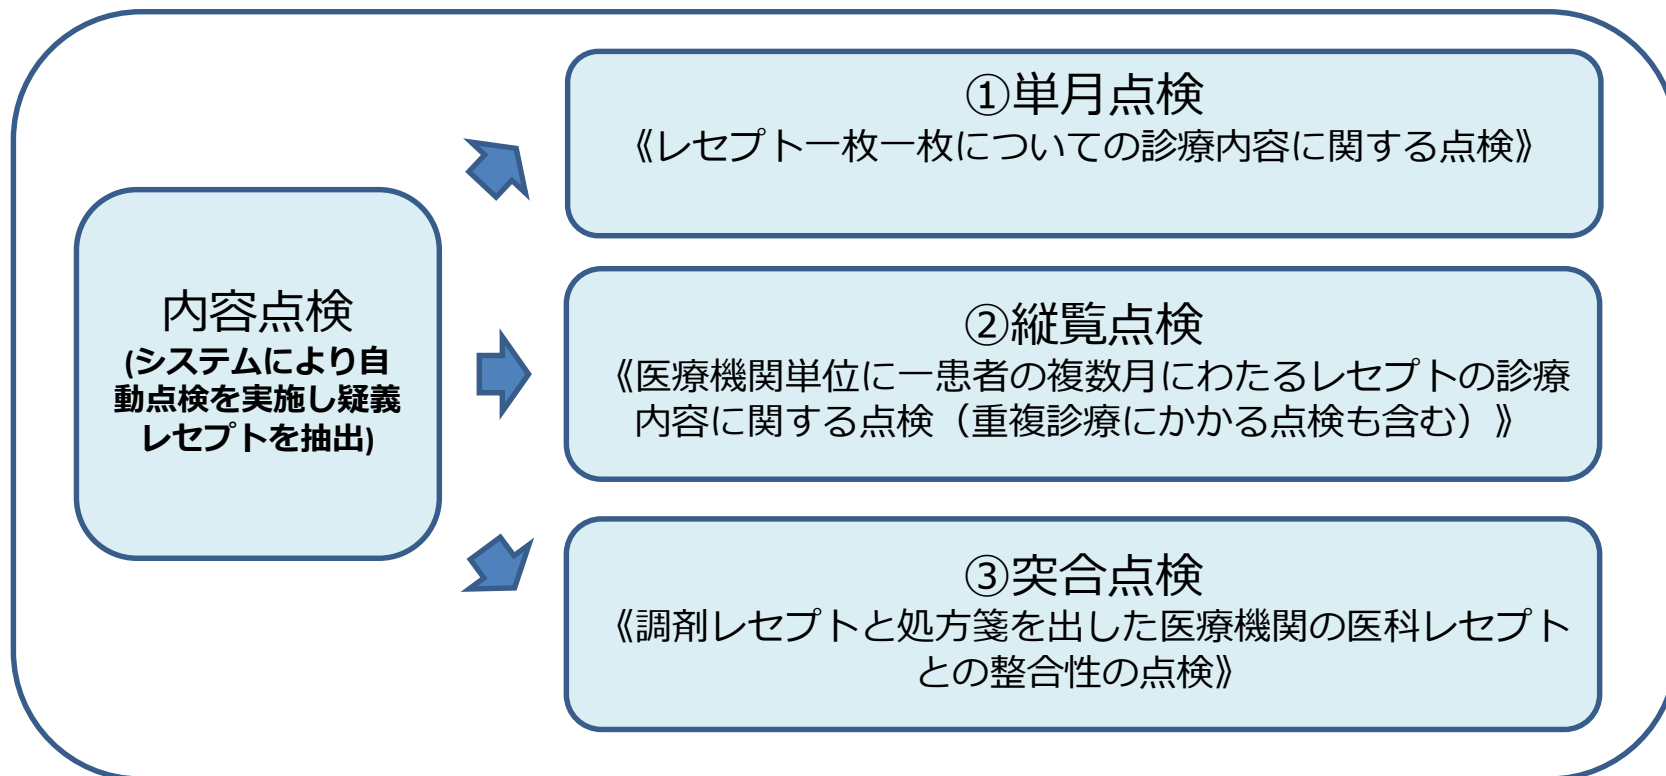 内容点検
(システムにより自
動点検を実施し疑義
レセプトを抽出)
①単月点検
《レセプト一枚一枚についての診療内容に関する点検》
②縦覧点検
《医療機関単位に一患者の複数月にわたるレセプトの診療
内容に関する点検（重複診療にかかる点検も含む）》
③突合点検
《調剤レセプトと処方箋を出した医療機関の医科レセプト
との整合性の点検》